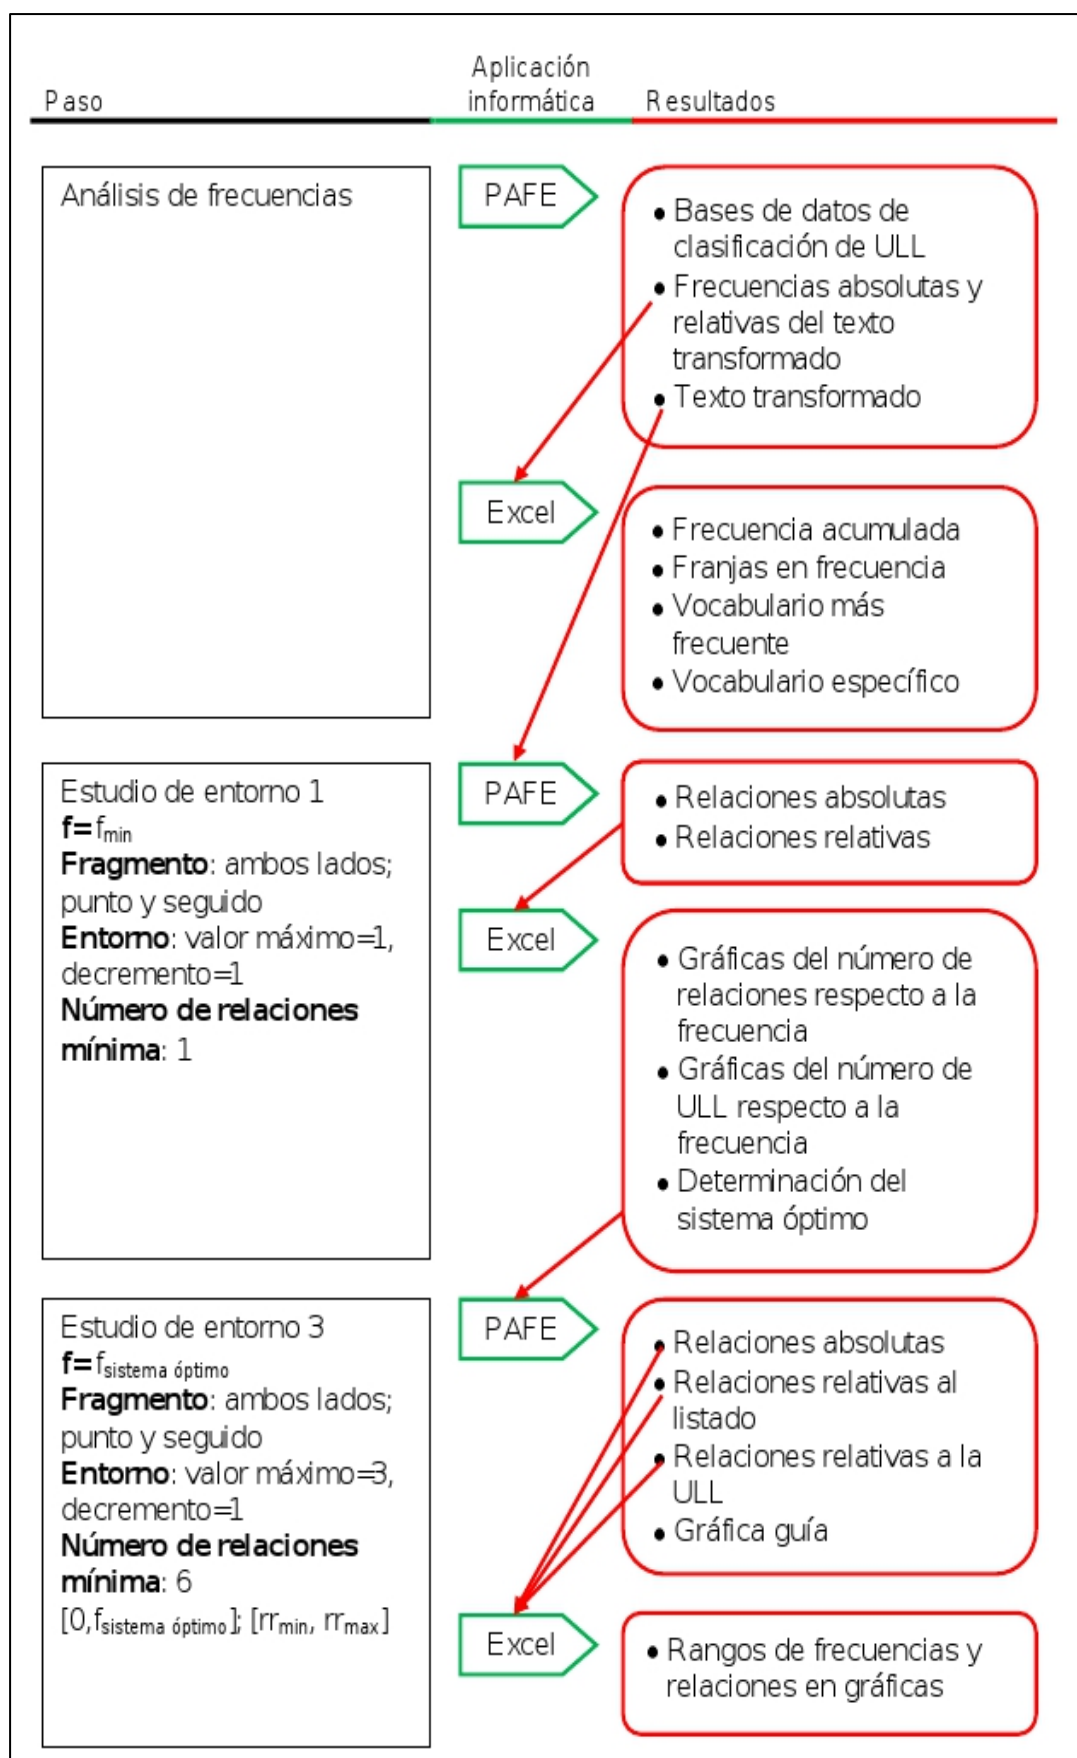 Paso
Aplicación
informática
Resultados
Análisis de frecuencias
PAFE
• Bases de datos de
clasificación de ULL
• Frecuencias absolutas y
relativas del texto
transformado
• Texto transformado
Excel
• Frecuencia acumulada
• Franjas en frecuencia
• Vocabulario más
frecuente
• Vocabulario específico
Estudio de entorno 1
f=fmin
Fragmento: ambos lados;
punto y seguido
Entorno: valor máximo=1,
decremento=1
Número de relaciones
mínima: 1
PAFE
• Relaciones absolutas
• Relaciones relativas
Excel
• Gráficas del número de
relaciones respecto a la
frecuencia
• Gráficas del número de
ULL respecto a la
frecuencia
• Determinación del
sistema óptimo
Estudio de entorno 3
f=fsistema óptimo
Fragmento: ambos lados;
punto y seguido
Entorno: valor máximo=3,
decremento=1
Número de relaciones
mínima: 6
[0,fsistema óptimo]; [rrmin, rrmax]
PAFE
• Relaciones absolutas
• Relaciones relativas al
listado
• Relaciones relativas a la
ULL
• Gráfica guía
Excel
• Rangos de frecuencias y
relaciones en gráficas